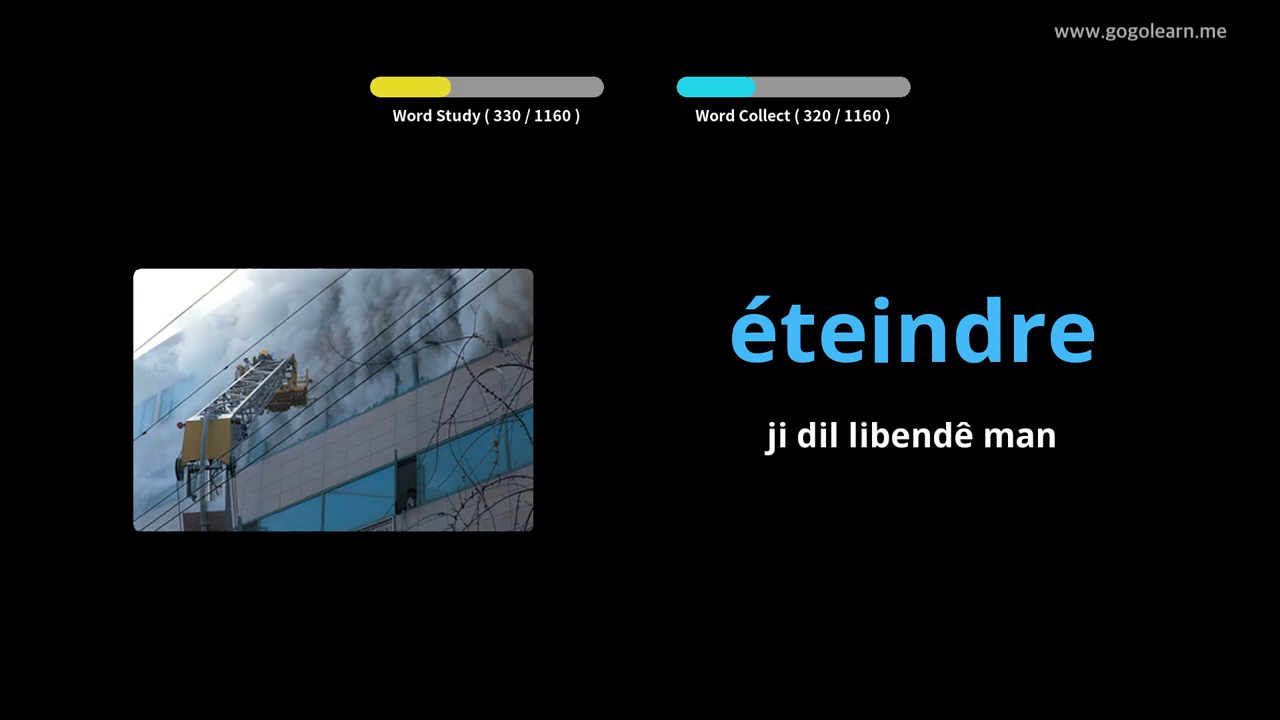 www.gogolearn.me
Word Study ( 330 / 1160 )
Word Collect ( 320 / 1160 )
éteindre
ji dil libendê man